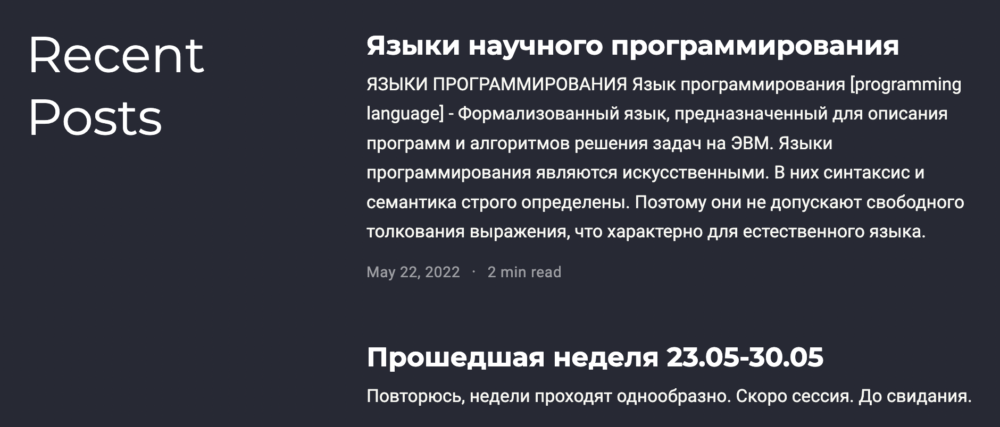 Recent
Posts
Языки научного программирования
ЯЗЫКИ ПРОГРАММИРОВАНИЯ Язык программирования [programming
language] - Формализованный язык, предназначенный для описания
программ и алгоритмов решения задач на ЭВМ. Языки
программирования являются искусственными. В них синтаксис и
семантика строго определены. Поэтому они не допускают свободного
толкования выражения, что характерно для естественного языка.
May 22, 2022 · 2 min read
Прошедшая неделя 23.05-30.05
Повторюсь, недели проходят однообразно. Скоро сессия. До свидания.